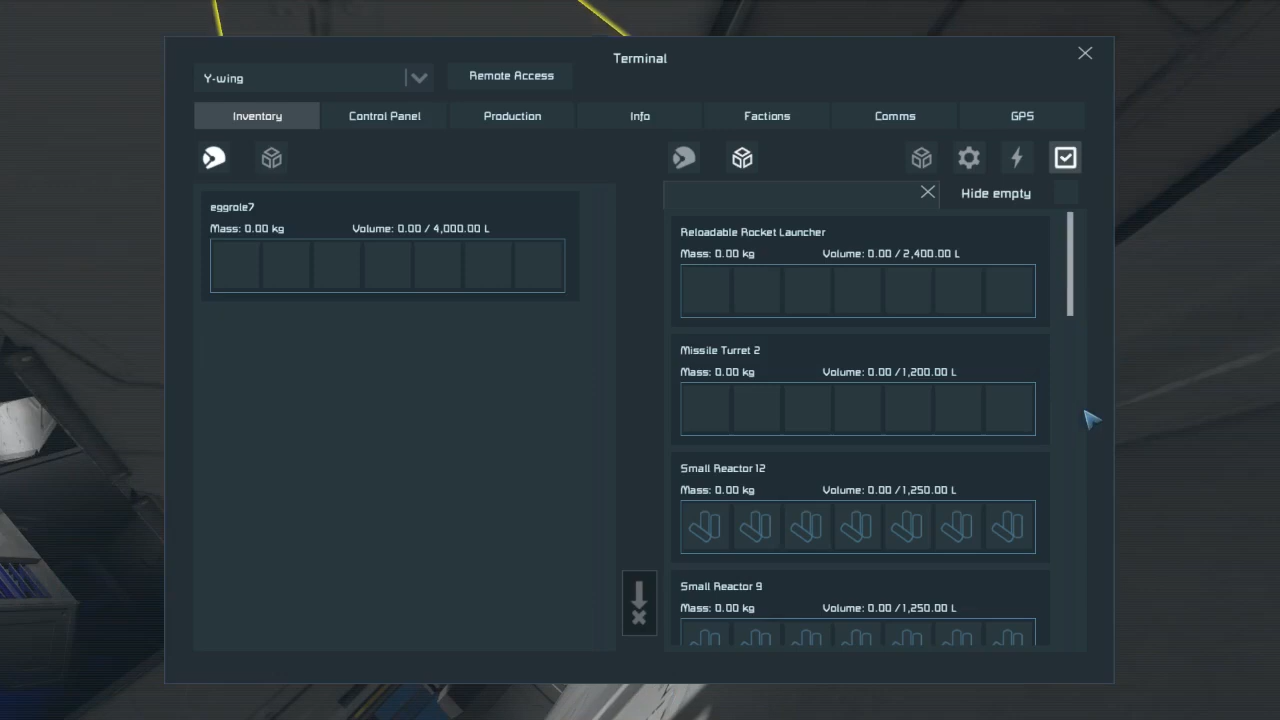 Terminal
Y-wing
Remote Access
Inventory Control Panel Production Info Factions Comms GPS
Hide empty
eggrole7
Mass: 0.00 kg Volume: 0.00 / 4,000.00 L
Reloadable Rocket Launcher
Mass: 0.00 kg Volume: 0.00 / 2,400.00 L
Missile Turret 2
Mass: 0.00 kg Volume: 0.00 / 1,200.00 L
Small Reactor 12
Mass: 0.00 kg Volume: 0.00 / 1,250.00 L
Small Reactor 9
Mass: 0.00 kg Volume: 0.00 / 1,250.00 L